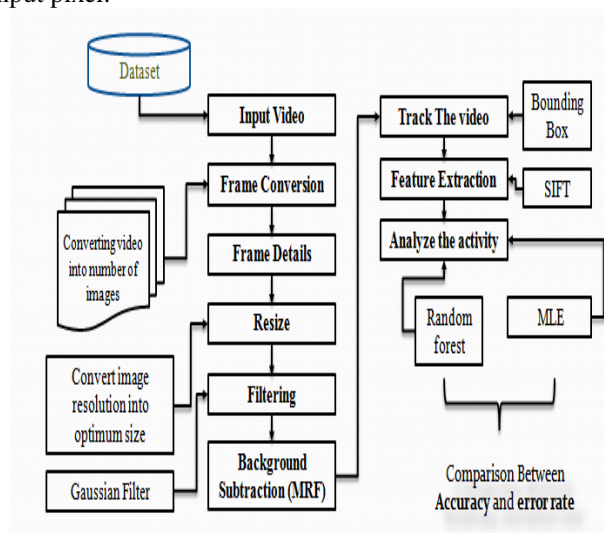 input pixel.
Dataset
Input Video
Frame Conversion
Converting video
into number of
images
Frame Details
Resize
Convert image
resolution into
optimum size
Filtering
Gaussian Filter
Background
Subtraction (MRF)
Track The video
Bounding
Box
Feature Extraction
SIFT
Analyze the activity
Random
forest
MLE
Comparison Between
Accuracy and error rate